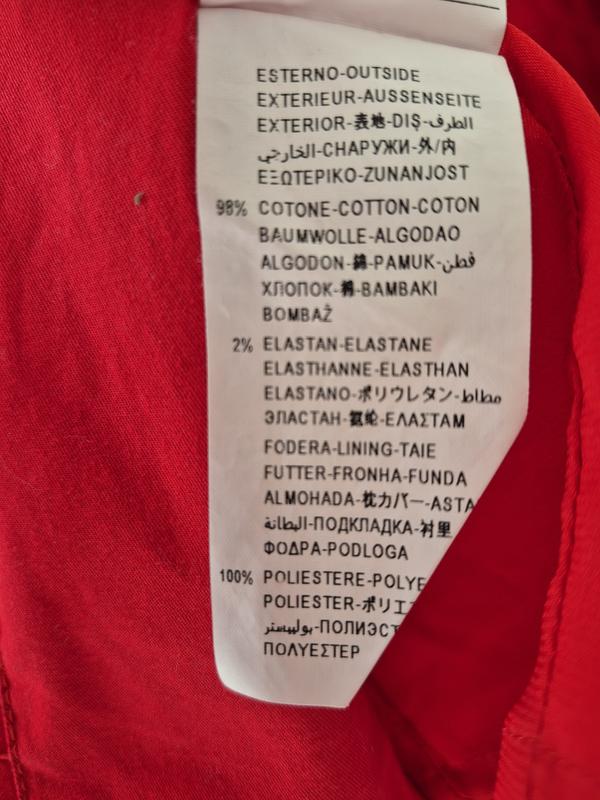 ESTERNO-OUTSIDE
EXTERIEUR-AUSSENSEITE
EXTERIOR-表地-DIŞ-الطرف
الخارجي-СНАРУЖИ-外/内
ΕΞΩΤΕΡΙΚΟ-ZUNANJOST
98% COTONE-COTTON-COTON
BAUMWOLLE-ALGODAO
ALGODON-綿-PAMUK-قطن
ХЛОПОК-棉-BAMBAKI
BOMBAŽ
2% ELASTAN-ELASTANE
ELASTHANNE-ELASTHAN
ELASTANO-ポリウレタン-مطاط
ЭЛАСТАН-氨纶-ΕΛΑΣΤΑΜ
FODERA-LINING-TAIE
FUTTER-FRONHA-FUNDA
ALMOHADA-枕カバー-ASTA
البطانة-ПОДКЛАДКА-衬里
ΦΟΔΡΑ-PODLOGA
100% POLIESTERE-POLYE
POLIESTER-ポリエ
بوليستر-ПОЛИЭСТ
ΠΟΛΥΕΣΤΕΡ